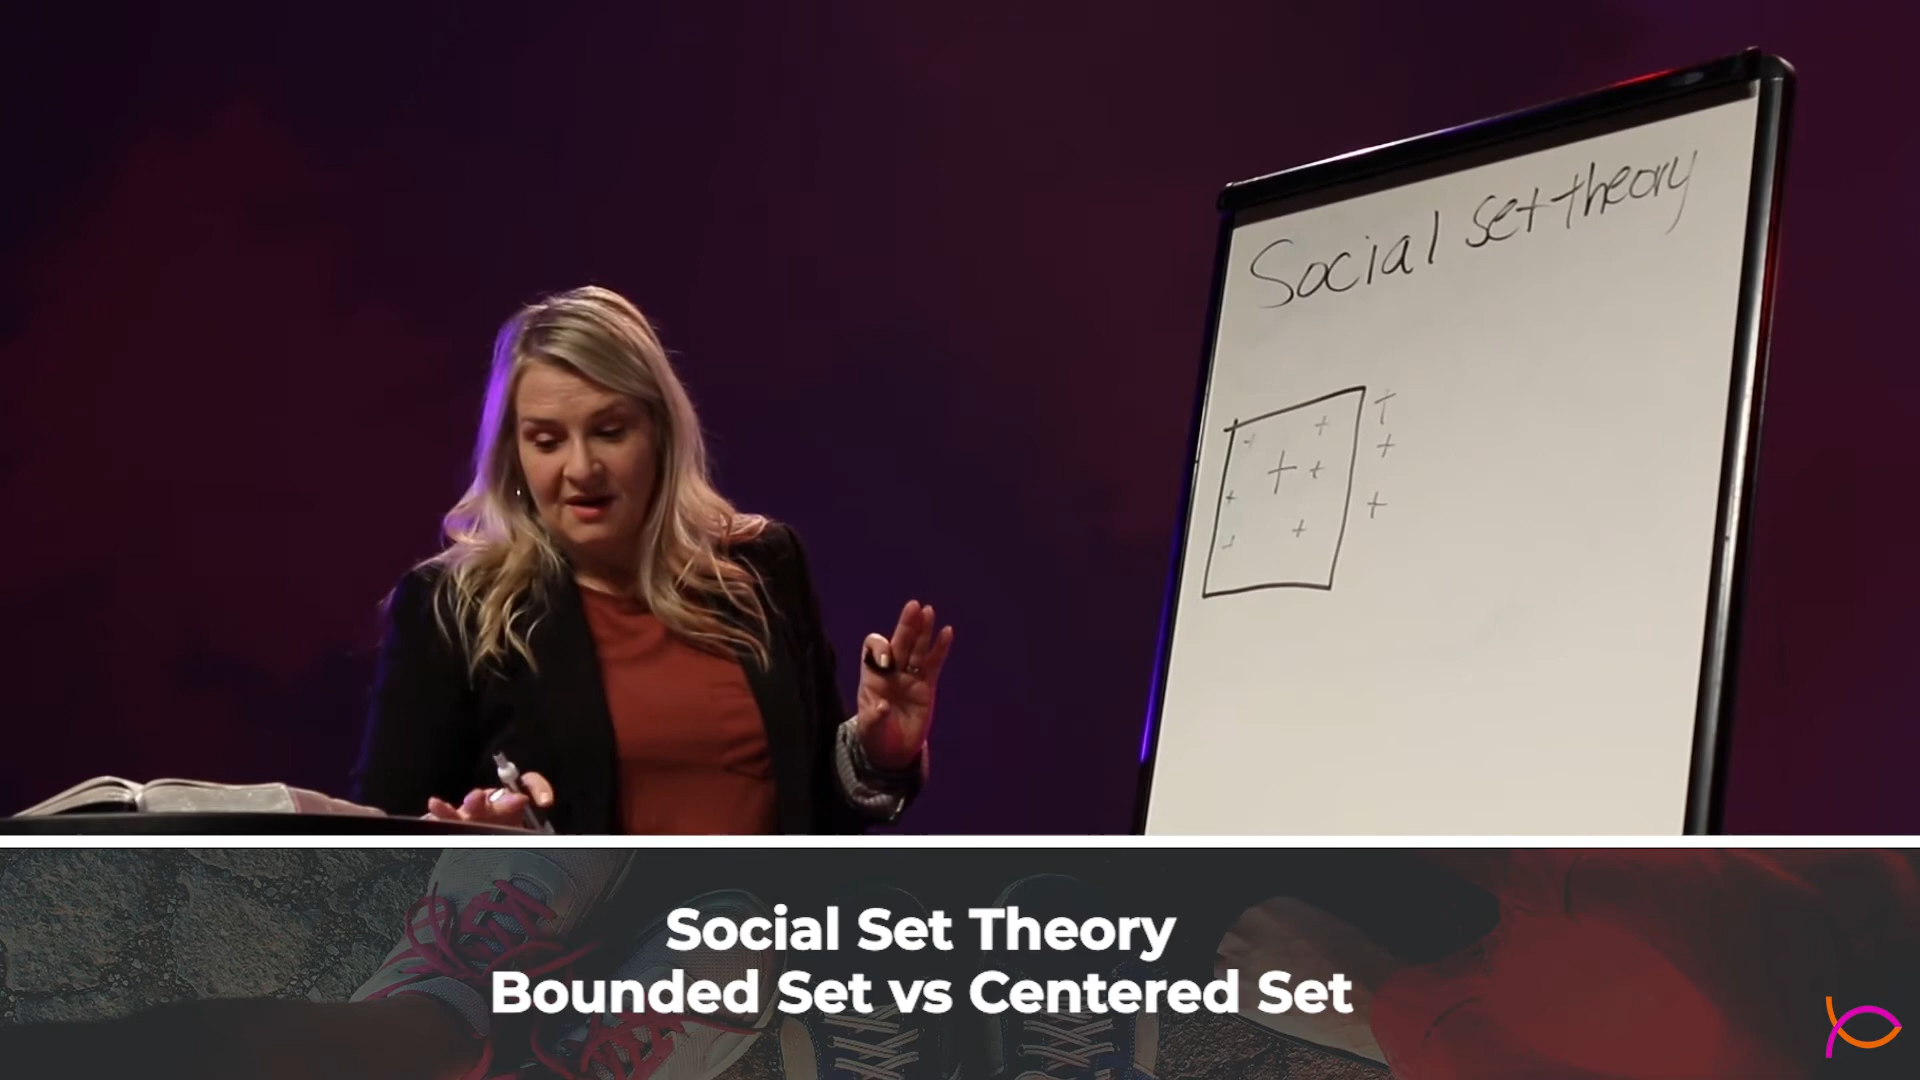 Social set theory
Social Set Theory
Bounded Set vs Centered Set